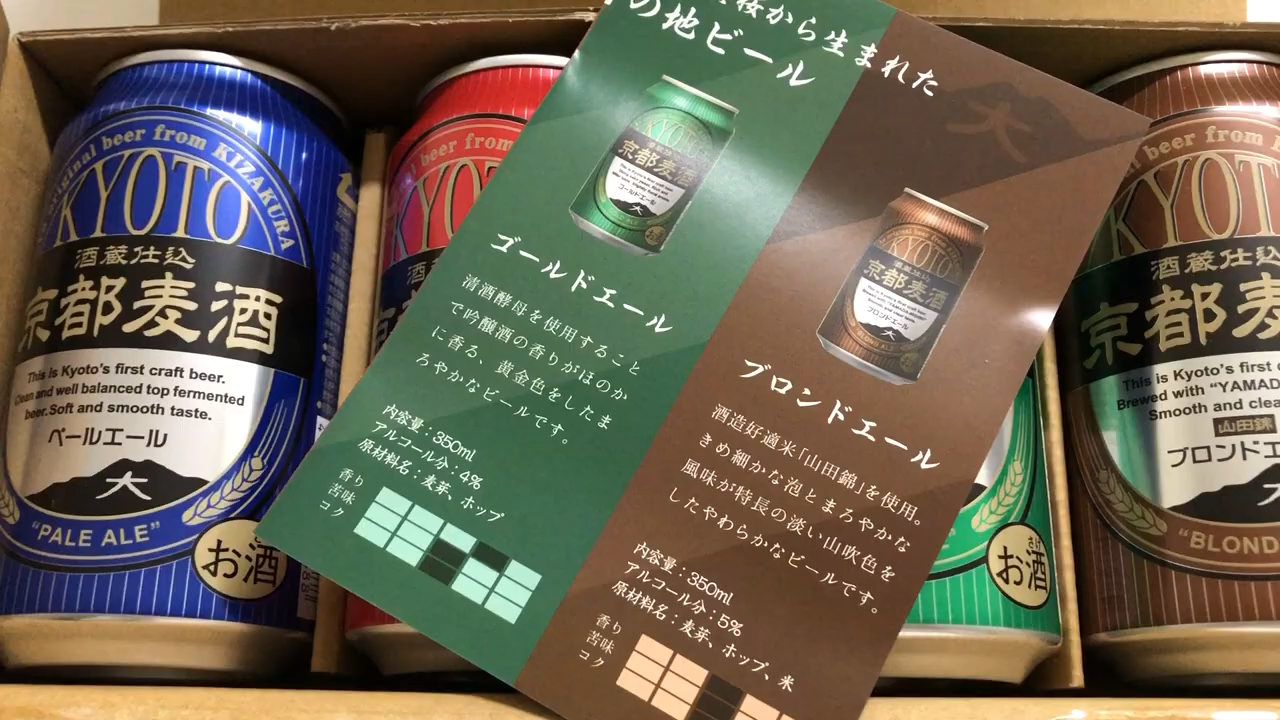 original beer from KIZAKURA
KYOTO
酒蔵仕込
京都麦酒
This is Kyoto's first craft beer.
Clean and well balanced top fermented
beer.Soft and smooth taste.
ペールエール
大
"PALE ALE"
お酒
beer from
KYOTO
桜から生まれた
の地ビール
KYOTO
京都麦酒
ゴールドエール
大
ゴールドエール
清酒酵母を使用すること
で吟醸酒の香りがほのか
に香る、黄金色をしたま
ろやかなビールです。
内容量：350ml
アルコール分：4%
原材料名：麦芽、ホップ
香り
苦味
コク
大
KYOTO
京都麦酒
ブロンドエール
大
ブロンドエール
酒造好適米「山田錦」を使用。
きめ細かな泡とまろやかな
風味が特長の淡い山吹色を
したやわらかなビールです。
内容量：350ml
アルコール分：5%
原材料名：麦芽、ホップ、米
香り
苦味
コク
お酒
beer from
KYOTO
酒蔵仕込
京都麦
This is Kyoto's first
Brewed with "YAMAD
Smooth and clea
山田錦
ブロンドエ
"BLOND